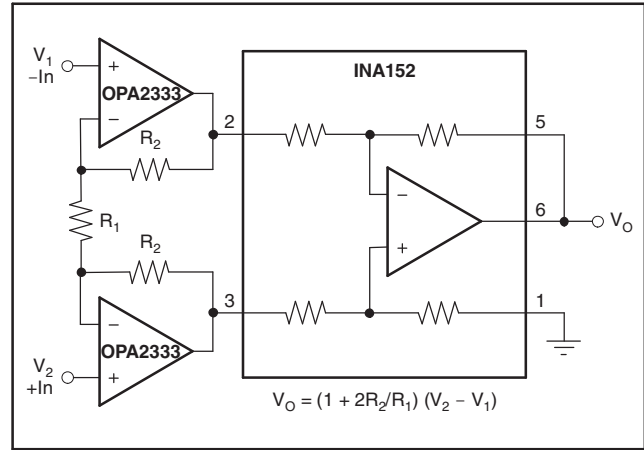 V1
−In
OPA2333
R2
R1
R2
OPA2333
V2
+In
INA152
2
3
5
6
1
VO
VO = (1 + 2R2/R1) (V2 − V1)